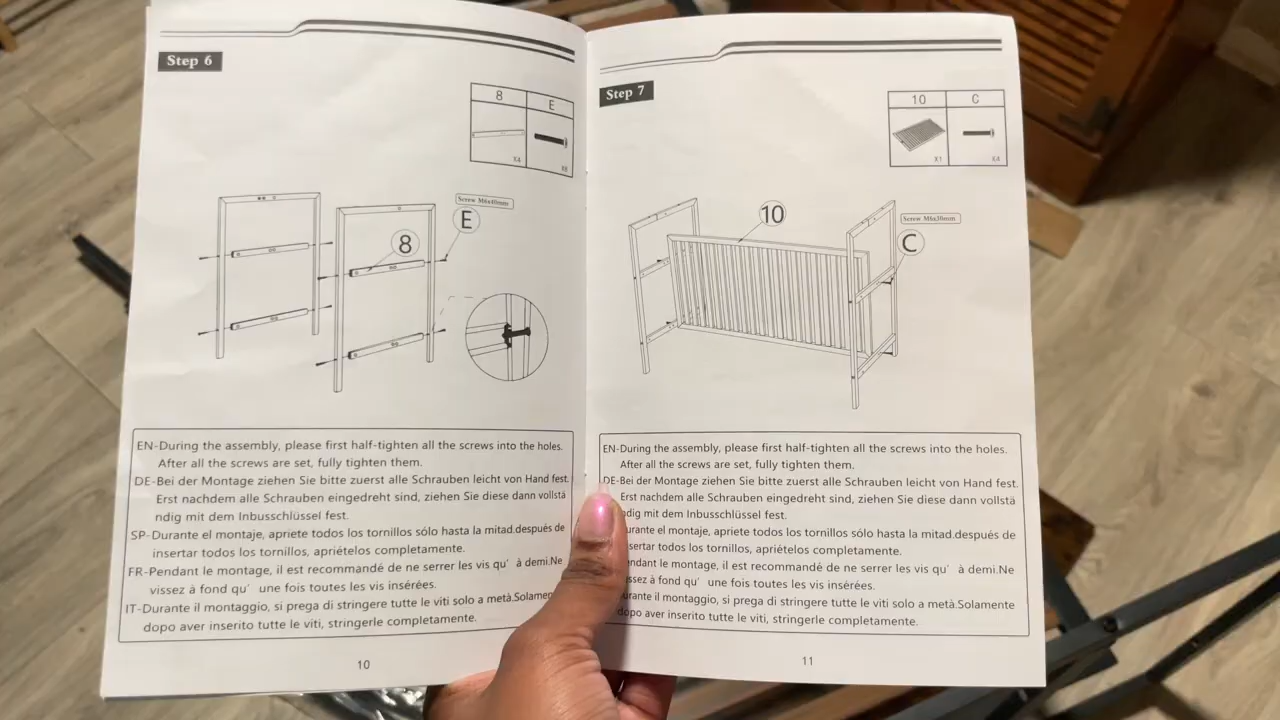 Step 6
8 E
X4 X8
Screw M6x40mm
E
8
EN-During the assembly, please first half-tighten all the screws into the holes.
After all the screws are set, fully tighten them.
DE-Bei der Montage ziehen Sie bitte zuerst alle Schrauben leicht von Hand fest.
Erst nachdem alle Schrauben eingedreht sind, ziehen Sie diese dann vollstä
ndig mit dem Inbusschlüssel fest.
SP-Durante el montaje, apriete todos los tornillos sólo hasta la mitad.después de
insertar todos los tornillos, apriételos completamente.
FR-Pendant le montage, il est recommandé de ne serrer les vis qu' à demi.Ne
vissez à fond qu' une fois toutes les vis insérées.
IT-Durante il montaggio, si prega di stringere tutte le viti solo a metà.Solamen
dopo aver inserito tutte le viti, stringerle completamente.
10
Step 7
10 C
X1 X4
10
Screw M6x30mm
C
EN-During the assembly, please first half-tighten all the screws into the holes.
After all the screws are set, fully tighten them.
DE-Bei der Montage ziehen Sie bitte zuerst alle Schrauben leicht von Hand fest.
Erst nachdem alle Schrauben eingedreht sind, ziehen Sie diese dann vollstä
ndig mit dem Inbusschlüssel fest.
urante el montaje, apriete todos los tornillos sólo hasta la mitad.después de
sertar todos los tornillos, apriételos completamente.
endant le montage, il est recommandé de ne serrer les vis qu' à demi.Ne
issez à fond qu' une fois toutes les vis insérées.
urante il montaggio, si prega di stringere tutte le viti solo a metà.Solamente
dopo aver inserito tutte le viti, stringerle completamente.
11